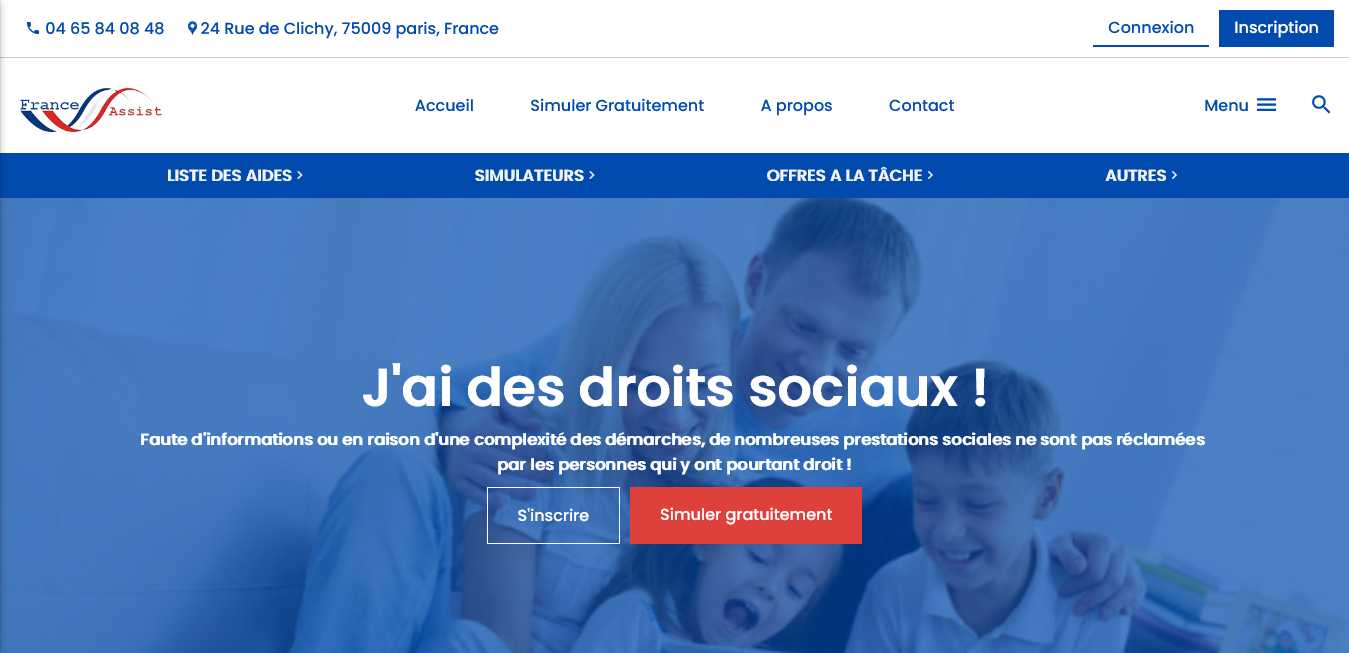 04 65 84 08 48
24 Rue de Clichy, 75009 paris, France
Connexion
Inscription
France
Assist
Accueil
Simuler Gratuitement
A propos
Contact
Menu
LISTE DES AIDES >
SIMULATEURS >
OFFRES A LA TÂCHE >
AUTRES >
J'ai des droits sociaux !
Faute d'informations ou en raison d'une complexité des démarches, de nombreuses prestations sociales ne sont pas réclamées
par les personnes qui y ont pourtant droit !
S'inscrire
Simuler gratuitement